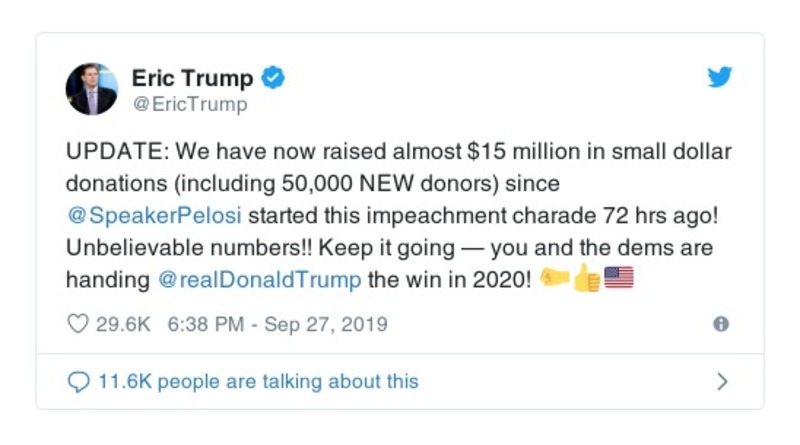 Eric Trump
@EricTrump
UPDATE: We have now raised almost $15 million in small dollar
donations (including 50,000 NEW donors) since
@SpeakerPelosi started this impeachment charade 72 hrs ago!
Unbelievable numbers!! Keep it going — you and the dems are
handing @realDonaldTrump the win in 2020! 🤛👍🇺🇸
29.6K 6:38 PM - Sep 27, 2019
11.6K people are talking about this